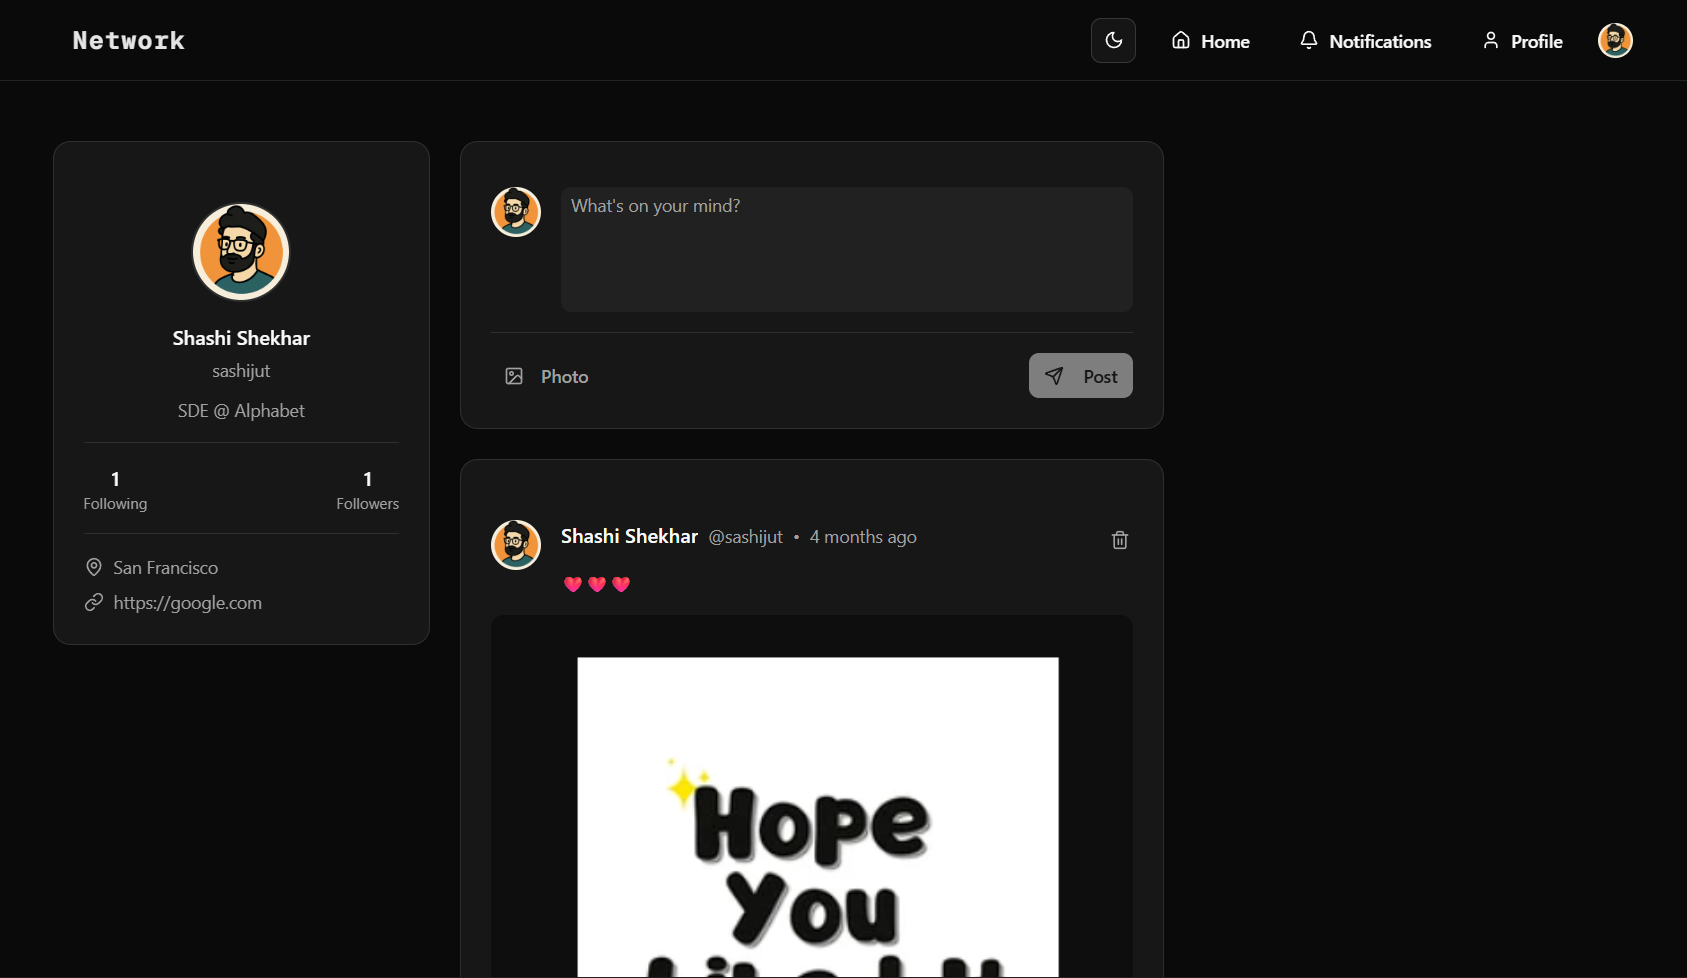 Network
Home
Notifications
Profile
Shashi Shekhar
sashijut
SDE @ Alphabet
1
Following
1
Followers
San Francisco
https://google.com
What's on your mind?
Photo
Post
Shashi Shekhar @sashijut • 4 months ago
Hope
You